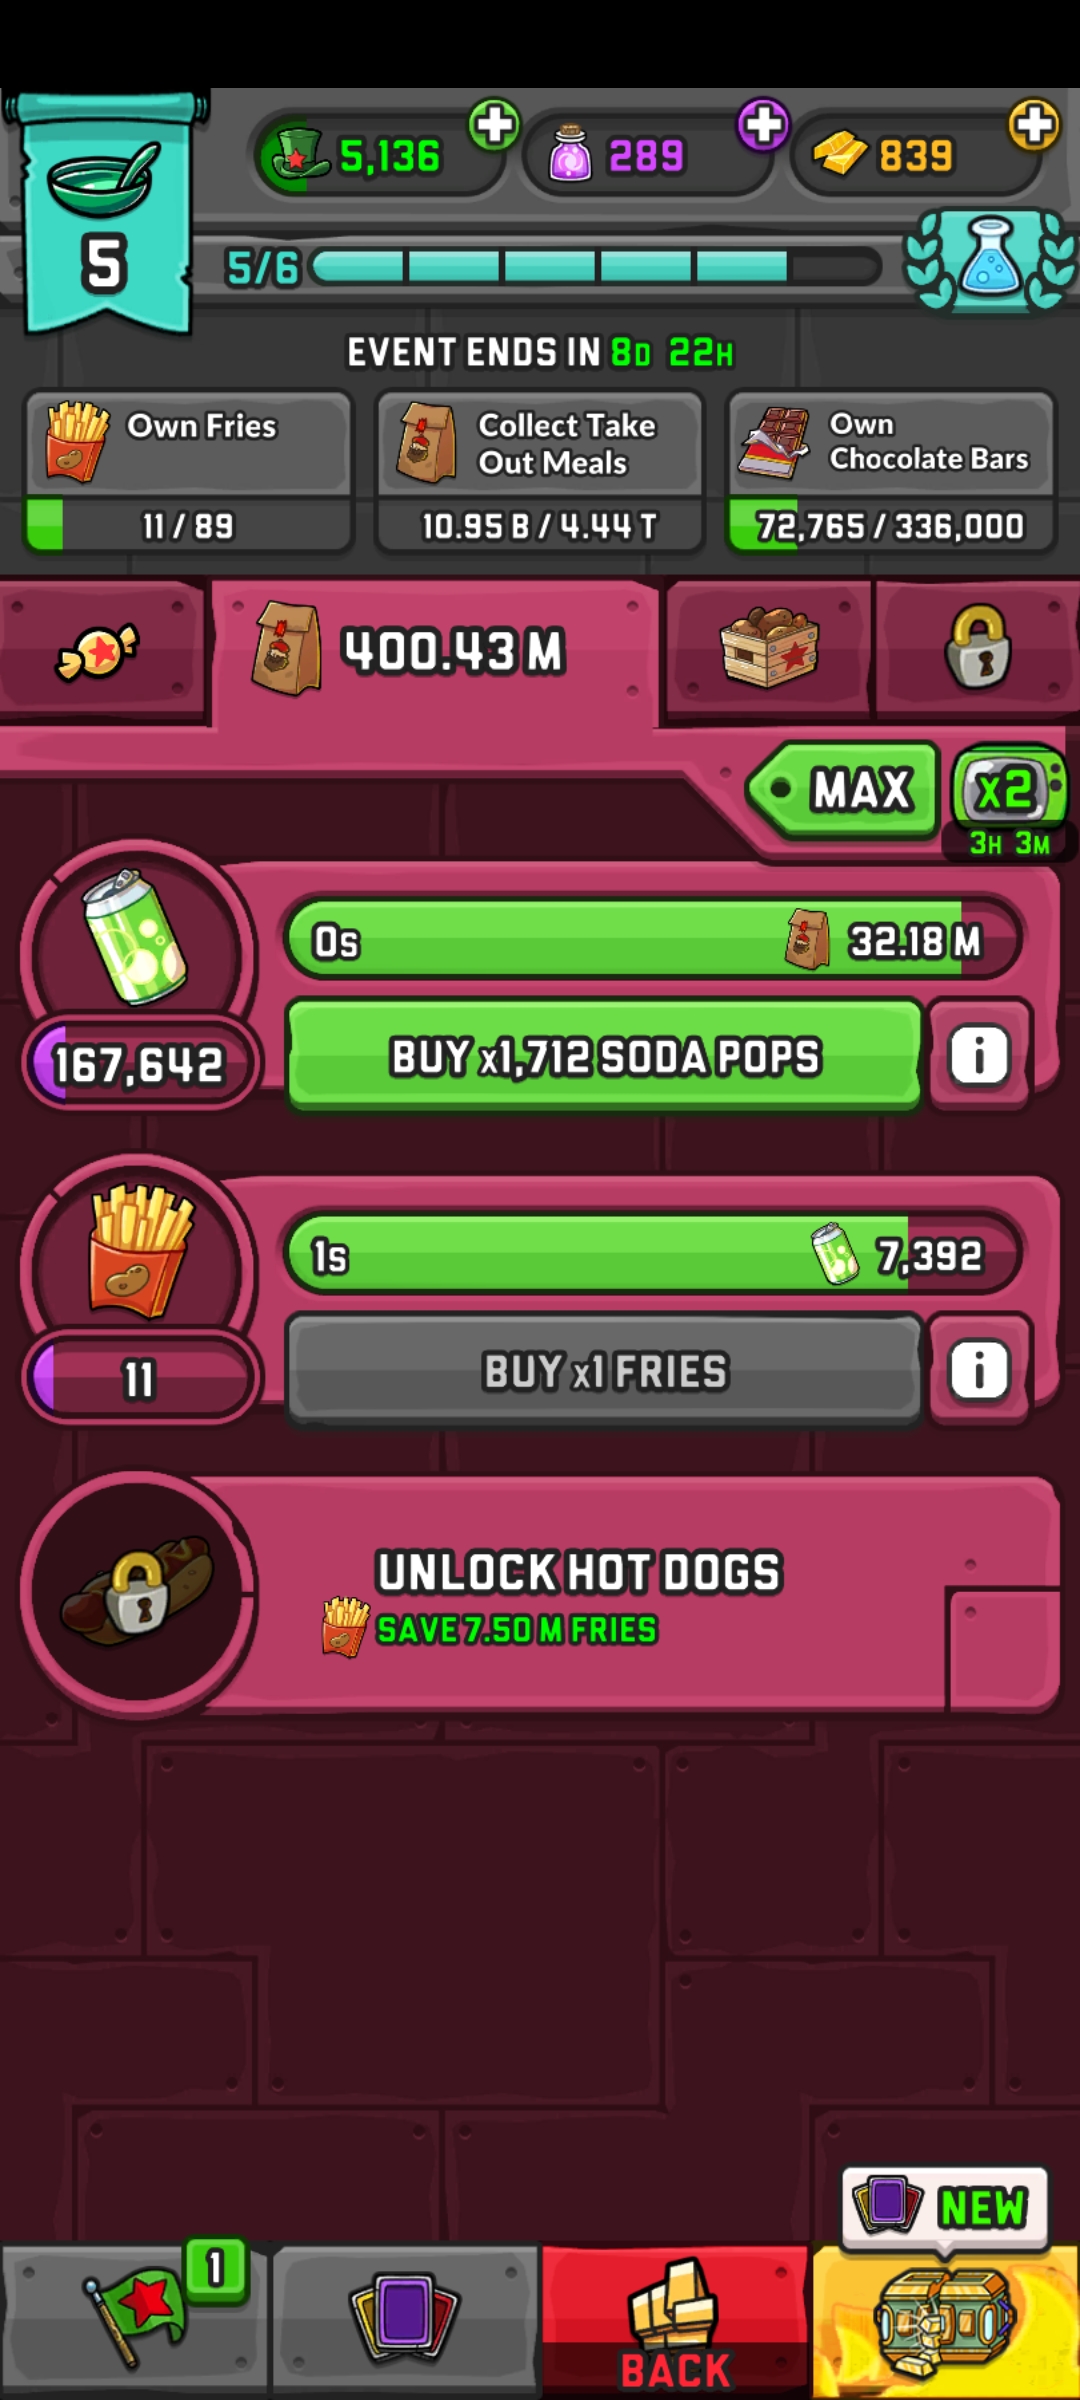 5,136
289
839
5
5/6
EVENT ENDS IN 8D 22H
Own Fries
11 / 89
Collect Take
Out Meals
10.95 B / 4.44 T
Own
Chocolate Bars
72,765 / 336,000
400.43 M
MAX
x2
3H 3M
0s
32.18 M
167,642
BUY x1,712 SODA POPS
i
1s
7,392
11
BUY x1 FRIES
i
UNLOCK HOT DOGS
SAVE 7.50 M FRIES
NEW
1
BACK